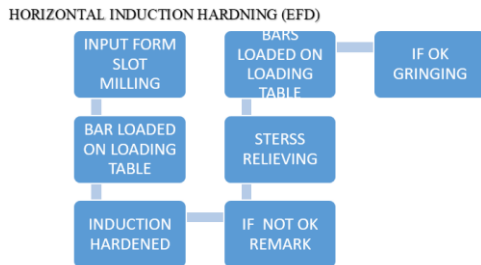 HORIZONTAL INDUCTION HARDNING (EFD)
INPUT FORM
SLOT
MILLING
BAR LOADED
ON LOADING
TABLE
INDUCTION
HARDENED
IF NOT OK
REMARK
STERSS
RELIEVING
BARS
LOADED ON
LOADING
TABLE
IF OK
GRINGING